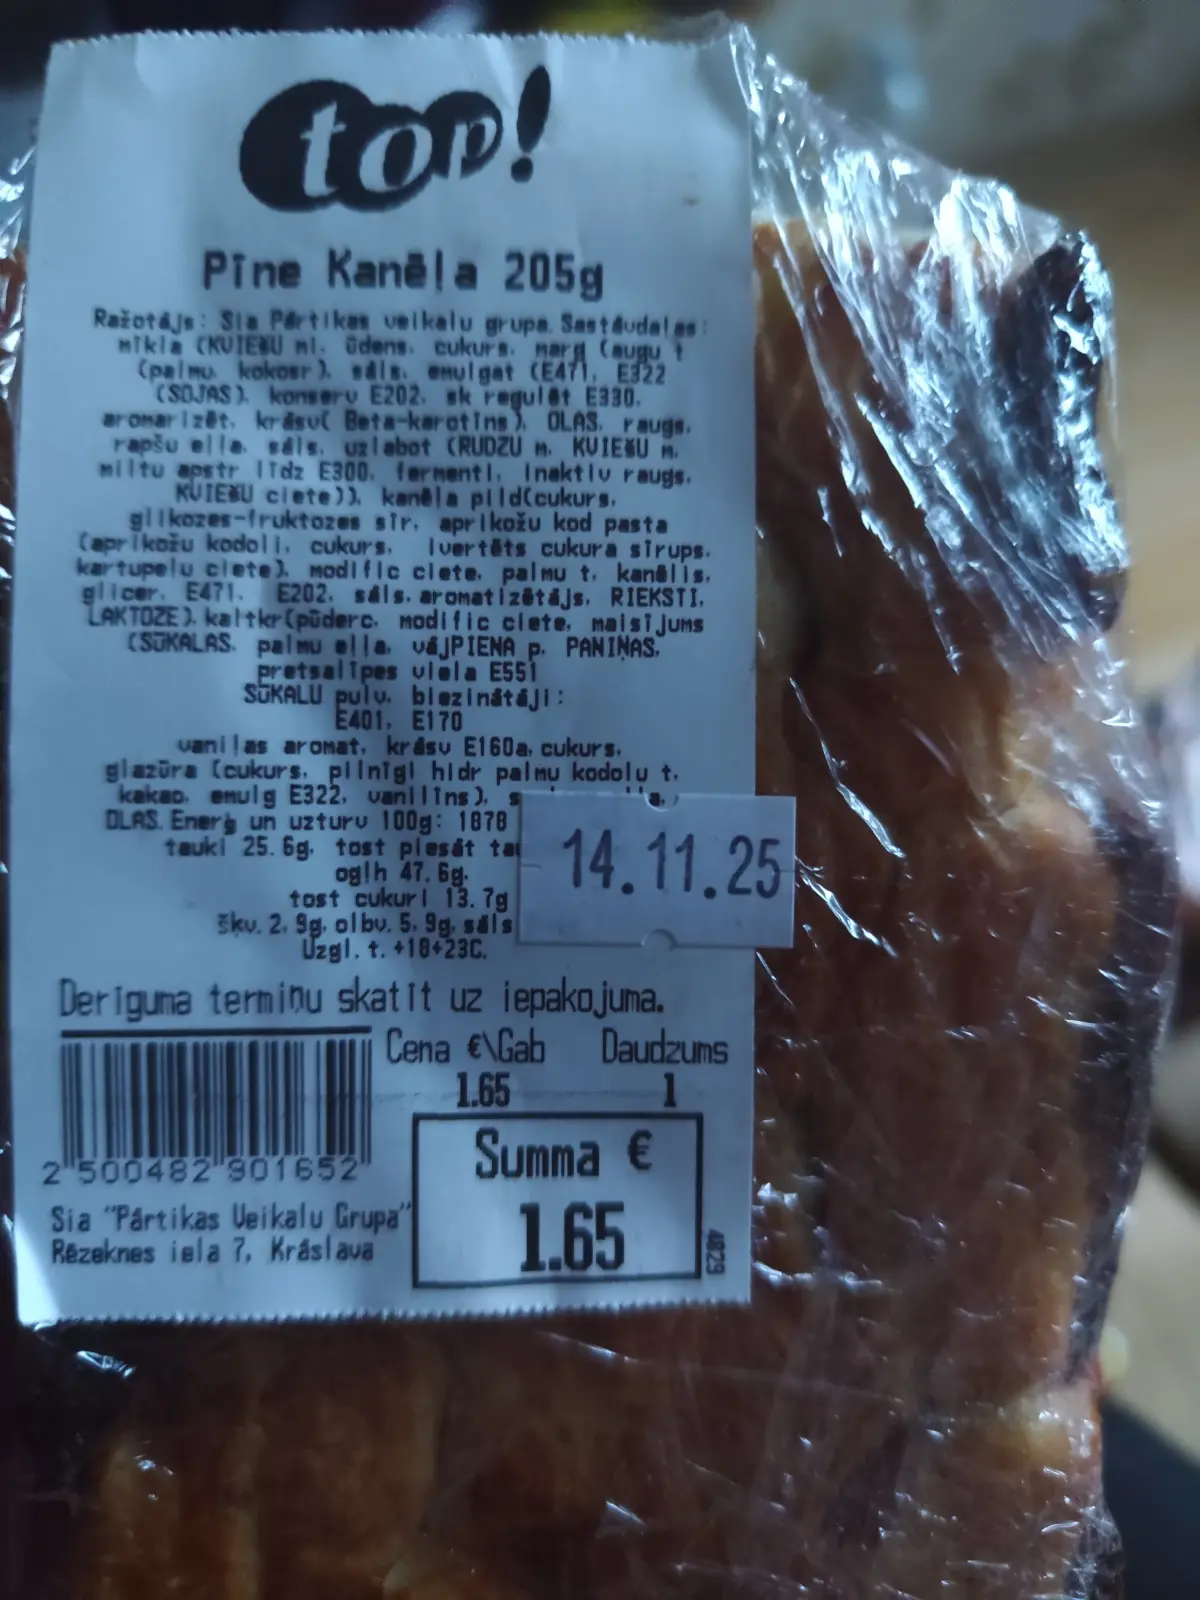 top!
Pīne Kanēļa 205g
Ražotājs: Sia Pārtikas veikalu grupa. Sastāvdaļas:
mīkla (KVIEŠU mi. ūdens. cukurs. marg (augu t
(palmu. kokosr). sāls. emulgat (E471, E322
(SOJAS). konserv E202. sk regulēt E330.
aromarizēt. krāsv( Beta-karotīns). OLAS. raugs.
rapšu eļļa. sāls. uzlabot (RUDZU m. KVIEŠU m.
miltu apstr līdz E300. fermenti. inaktiv raugs.
KVIEŠU ciete)). kanēļa pild(cukurs.
glikozes-fruktozes sīr. aprikožu kod pasta
(aprikožu kodoli. cukurs. Ivertēts cukura sīrups.
kartupeļu ciete). modific ciete. palmu t. kanēlis.
glicer. E471. E202. sāls. aromatizētājs. RIEKSTI.
LAKTOZE). kaltkr(pūderc. modific ciete. maisījums
(SŪKALAS. palmu eļļa. vājPIENA p. PANIŅAS.
pretsalīpes viela E551
SŪKALU pulv. biezinātāji:
E401, E170
vaniļas aromat. krāsv E160a. cukurs.
glazūra (cukurs. pilnīgi hidr palmu kodolu t.
kakao. emulg E322. vanilīns). s
OLAS. Enerģ un uzturv 100g: 1878
tauki 25.6g. tost piesāt tau
ogļh 47.6g.
tost cukuri 13.7g
šķv. 2.9g. olbv. 5.9g. sāls
Uzgl. t. +18+23C.
14.11.25
Derīguma termiņu skatīt uz iepakojuma.
Cena €\Gab Daudzums
1.65 1
2 500482 901652
Summa €
1.65
4829
Sia "Pārtikas Veikalu Grupa"
Rēzeknes iela 7, Krāslava